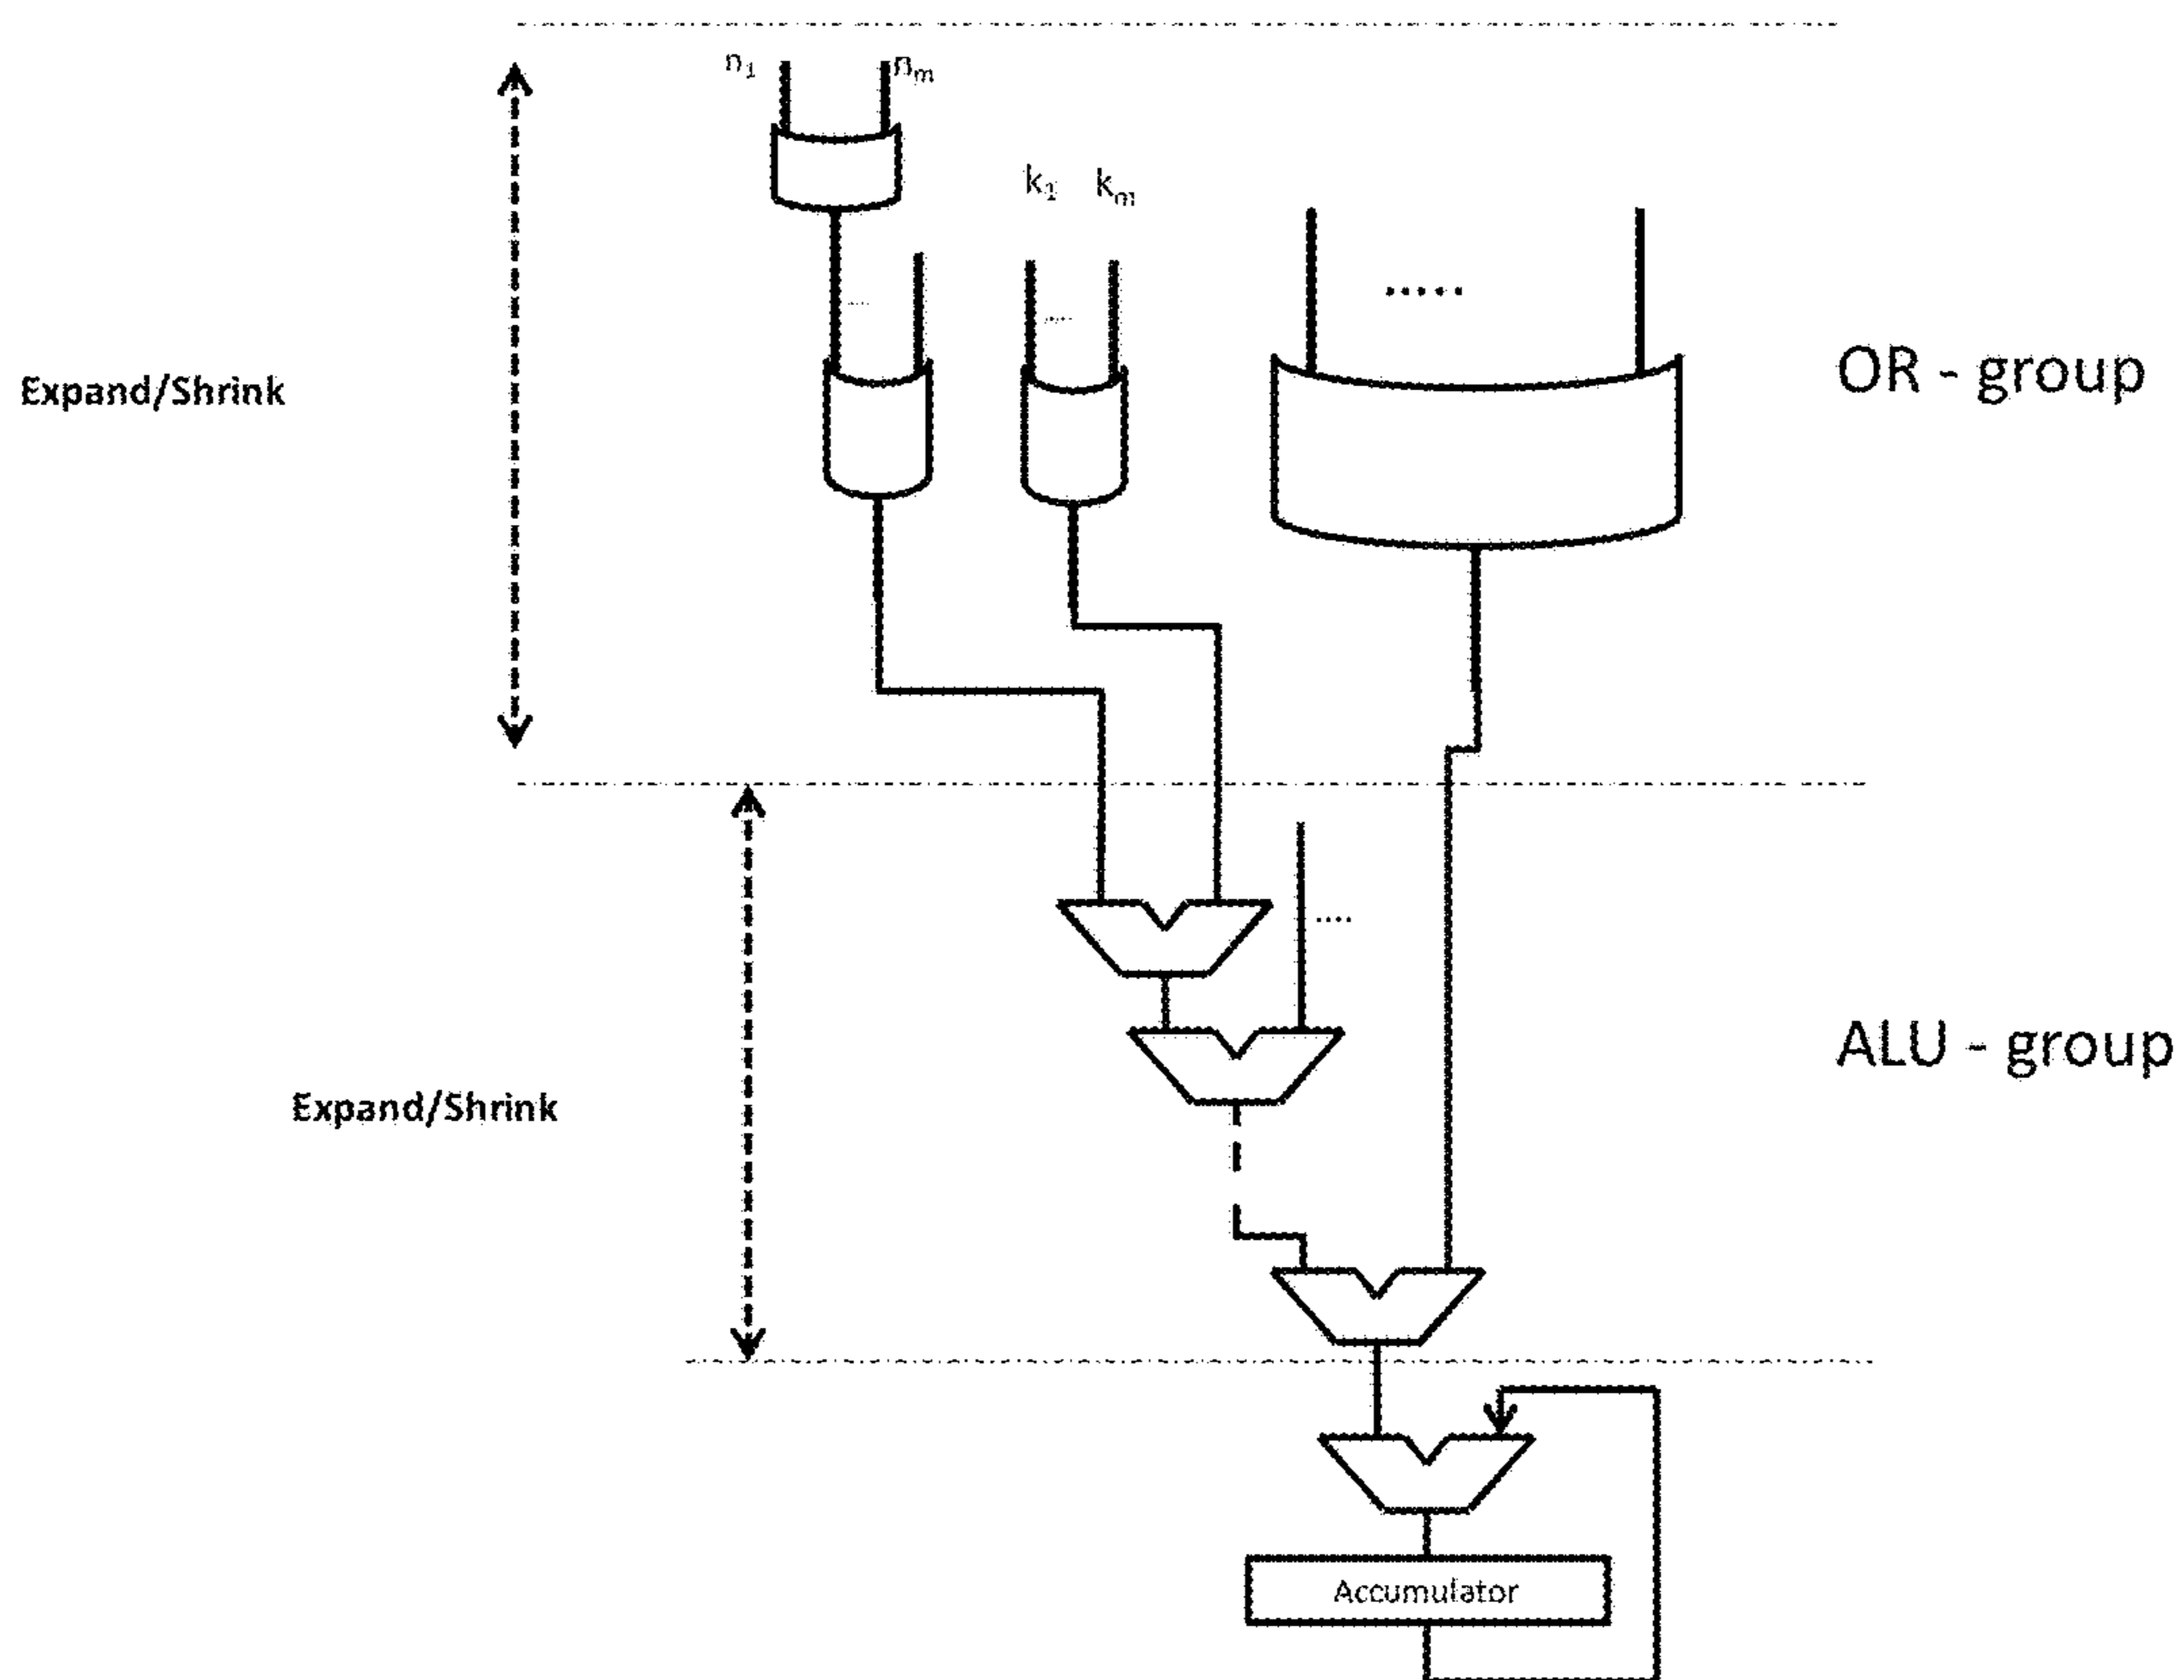 n₁ nₘ
k₁ kₘ
.....
OR - group
Expand/Shrink
....
ALU - group
Expand/Shrink
Accumulator